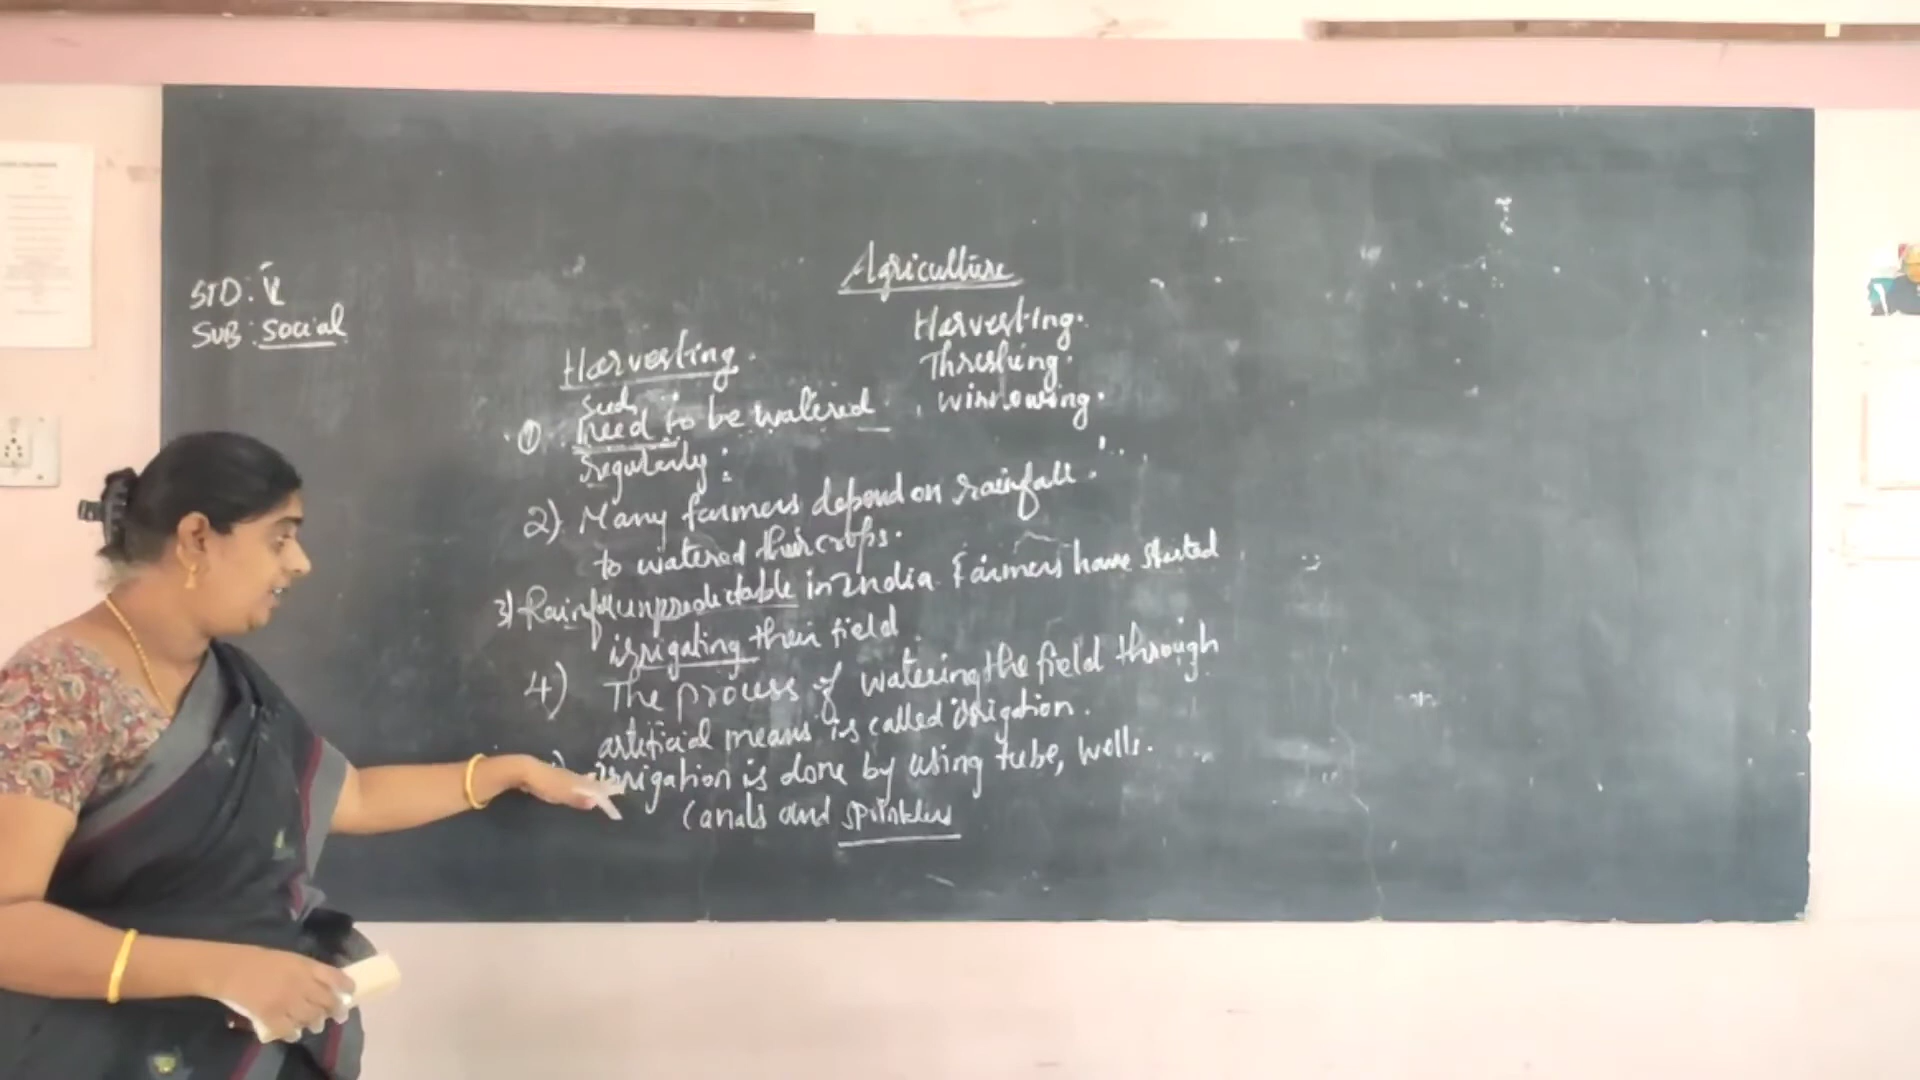 STD: V
SUB: Social
Agriculture
Harvesting.
Threshing.
winnowing.
Harvesting.
Seeds
① need to be watered
regularly:
2) Many farmers depend on rainfall.
to watered their crops.
3) Rainfall unpredectable in India. Farmers have started
irrigating their field
4) The process of watering the field through
artificial means is called irrigation.
irrigation is done by using tube, wells.
Canals and sprinklers